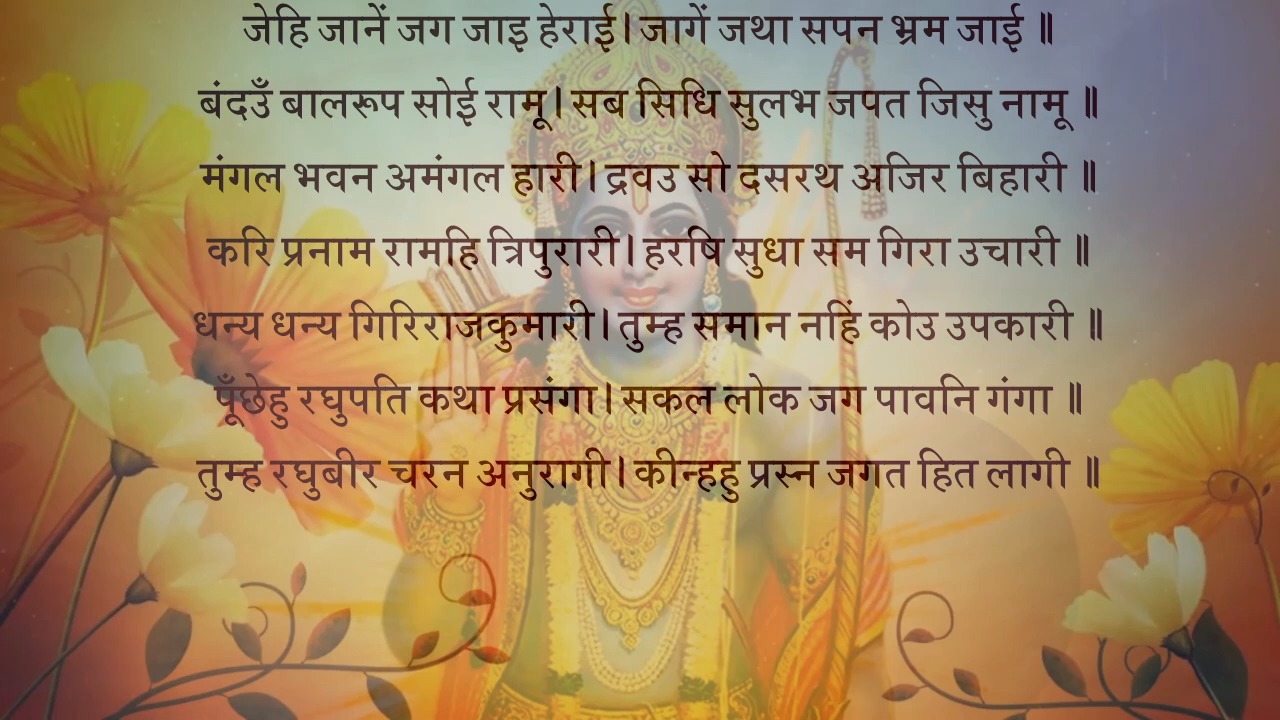 जेहि जानें जग जाइ हेराई। जागें जथा सपन भ्रम जाई ॥
बंदउँ बालरूप सोई रामू। सब सिधि सुलभ जपत जिसु नामू ॥
मंगल भवन अमंगल हारी। द्रवउ सो दसरथ अजिर बिहारी ॥
करि प्रनाम रामहि त्रिपुरारी। हरषि सुधा सम गिरा उचारी ॥
धन्य धन्य गिरिराजकुमारी। तुम्ह समान नहिं कोउ उपकारी ॥
पूँछेहु रघुपति कथा प्रसंगा। सकल लोक जग पावनि गंगा ॥
तुम्ह रघुबीर चरन अनुरागी। कीन्हहु प्रस्न जगत हित लागी ॥